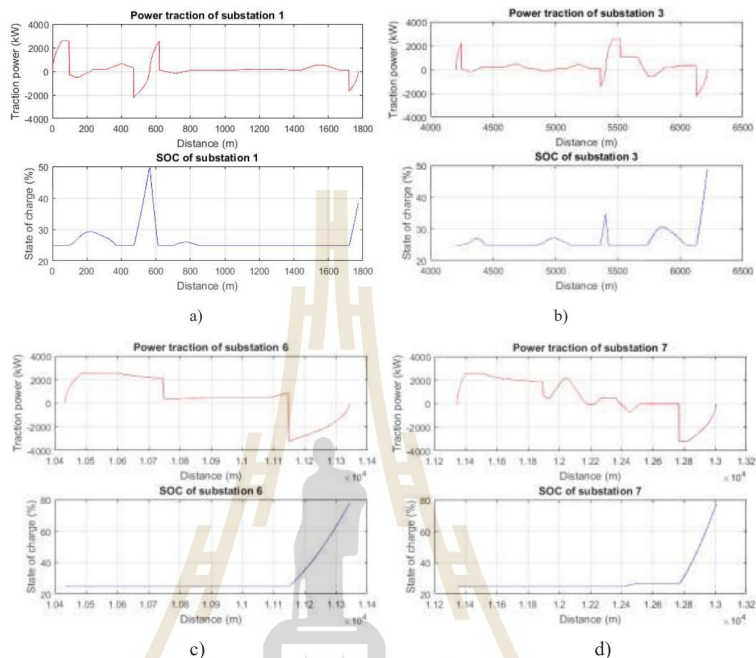 Power traction of substation 1
Traction power (kW)
4000
2000
0
-2000
-4000
0 200 400 600 800 1000 1200 1400 1600 1800
Distance (m)
SOC of substation 1
State of charge (%)
50
40
30
20
0 200 400 600 800 1000 1200 1400 1600 1800
Distance (m)
a)
Power traction of substation 3
Traction power (kW)
4000
2000
0
-2000
-4000
4000 4500 5000 5500 6000 6500
Distance (m)
SOC of substation 3
State of charge (%)
50
40
30
20
4000 4500 5000 5500 6000 6500
Distance (m)
b)
Power traction of substation 6
Traction power (kW)
4000
2000
0
-2000
-4000
1.04 1.05 1.06 1.07 1.08 1.09 1.1 1.11 1.12 1.13 1.14
Distance (m)
×10⁴
SOC of substation 6
State of charge (%)
80
60
40
20
1.04 1.05 1.06 1.07 1.08 1.09 1.1 1.11 1.12 1.13 1.14
Distance (m)
×10⁴
c)
Power traction of substation 7
Traction power (kW)
4000
2000
0
-2000
-4000
1.12 1.14 1.16 1.18 1.2 1.22 1.24 1.26 1.28 1.3 1.32
Distance (m)
×10⁴
SOC of substation 7
State of charge (%)
80
60
40
20
1.12 1.14 1.16 1.18 1.2 1.22 1.24 1.26 1.28 1.3 1.32
Distance (m)
×10⁴
d)